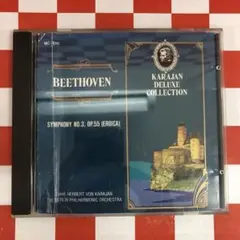 BEETHOVEN
SYMPHONY NO.3, OP.55 (EROICA)
KARAJAN
DELUXE
COLLECTION
HERBERT VON KARAJAN
PHILHARMONIC ORCHESTRA